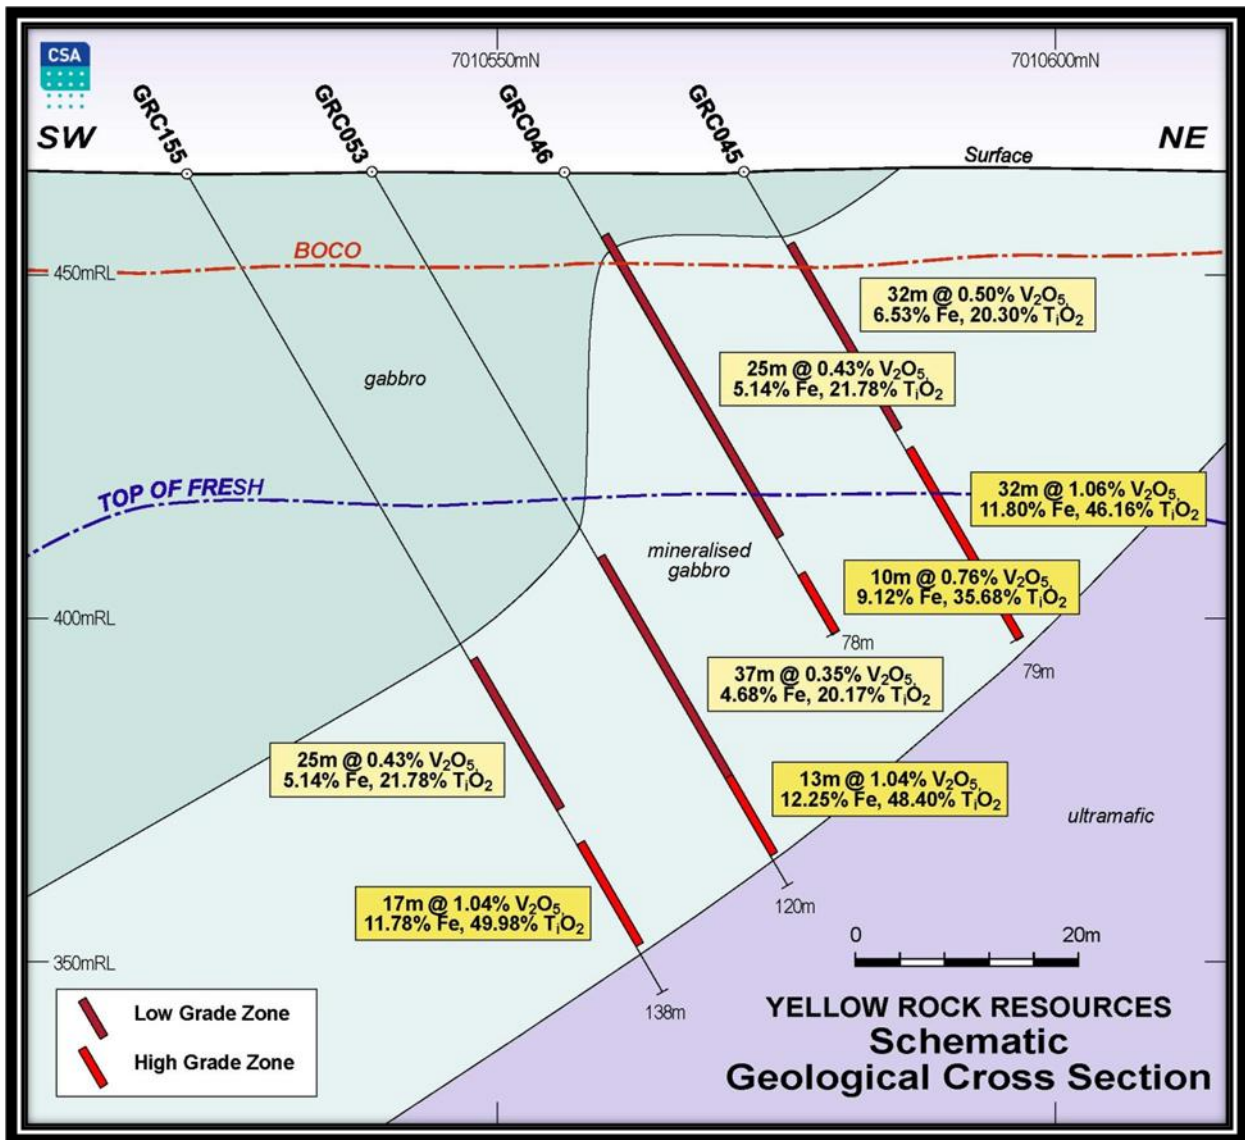 CSA
7010550mN
7010600mN
SW
GRC155
GRC053
GRC046
GRC045
NE
Surface
BOCO
450mRL
32m @ 0.50% V₂O₅,
6.53% Fe, 20.30% TᵢO₂
25m @ 0.43% V₂O₅,
5.14% Fe, 21.78% TᵢO₂
gabbro
TOP OF FRESH
32m @ 1.06% V₂O₅,
11.80% Fe, 46.16% TᵢO₂
mineralised
gabbro
10m @ 0.76% V₂O₅,
9.12% Fe, 35.68% TᵢO₂
400mRL
78m
79m
37m @ 0.35% V₂O₅,
4.68% Fe, 20.17% TᵢO₂
25m @ 0.43% V₂O₅,
5.14% Fe, 21.78% TᵢO₂
13m @ 1.04% V₂O₅,
12.25% Fe, 48.40% TᵢO₂
ultramafic
17m @ 1.04% V₂O₅,
11.78% Fe, 49.98% TᵢO₂
120m
0 20m
350mRL
138m
Low Grade Zone
High Grade Zone
YELLOW ROCK RESOURCES
Schematic
Geological Cross Section